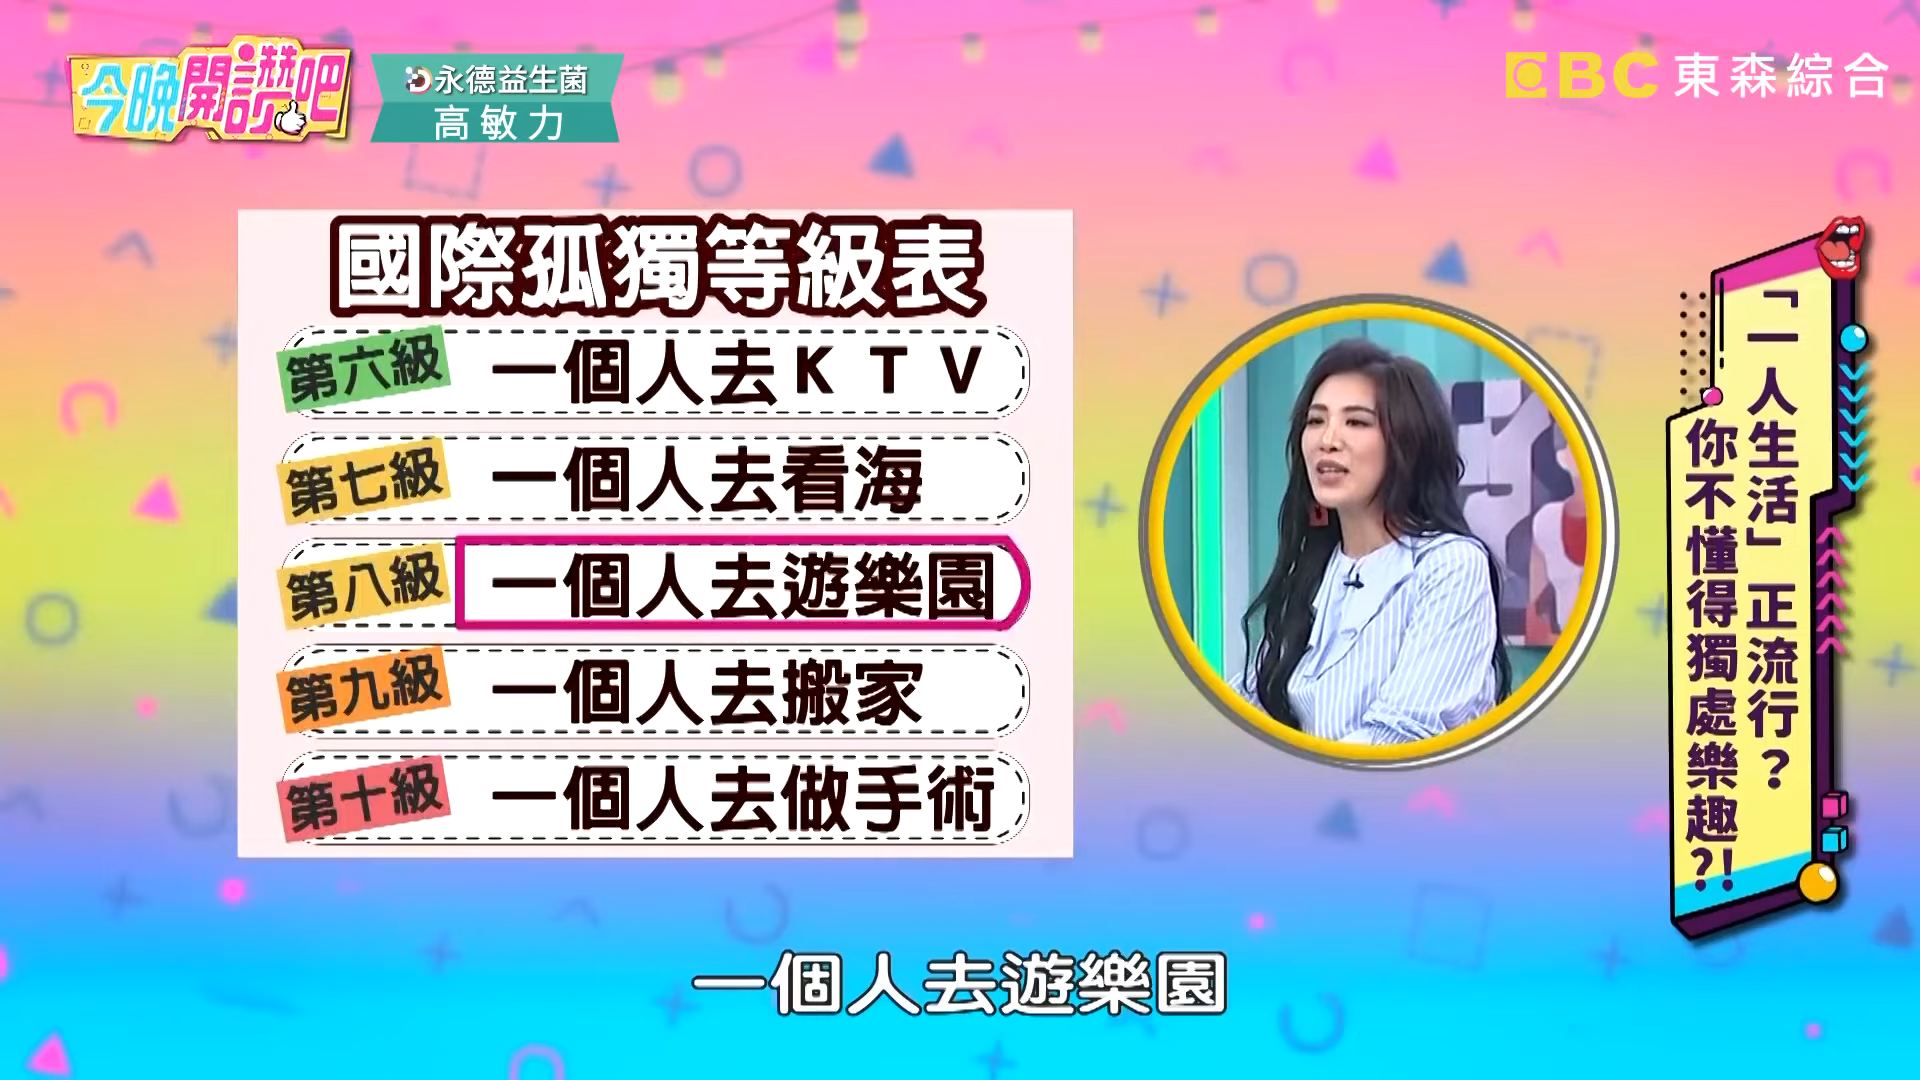 今晚開讚吧
永德益生菌
高敏力
EBC 東森綜合
國際孤獨等級表
第六級 一個人去KTV
第七級 一個人去看海
第八級 一個人去遊樂園
第九級 一個人去搬家
第十級 一個人去做手術
「一人生活」正流行?
你不懂得獨處樂趣?!
一個人去遊樂園